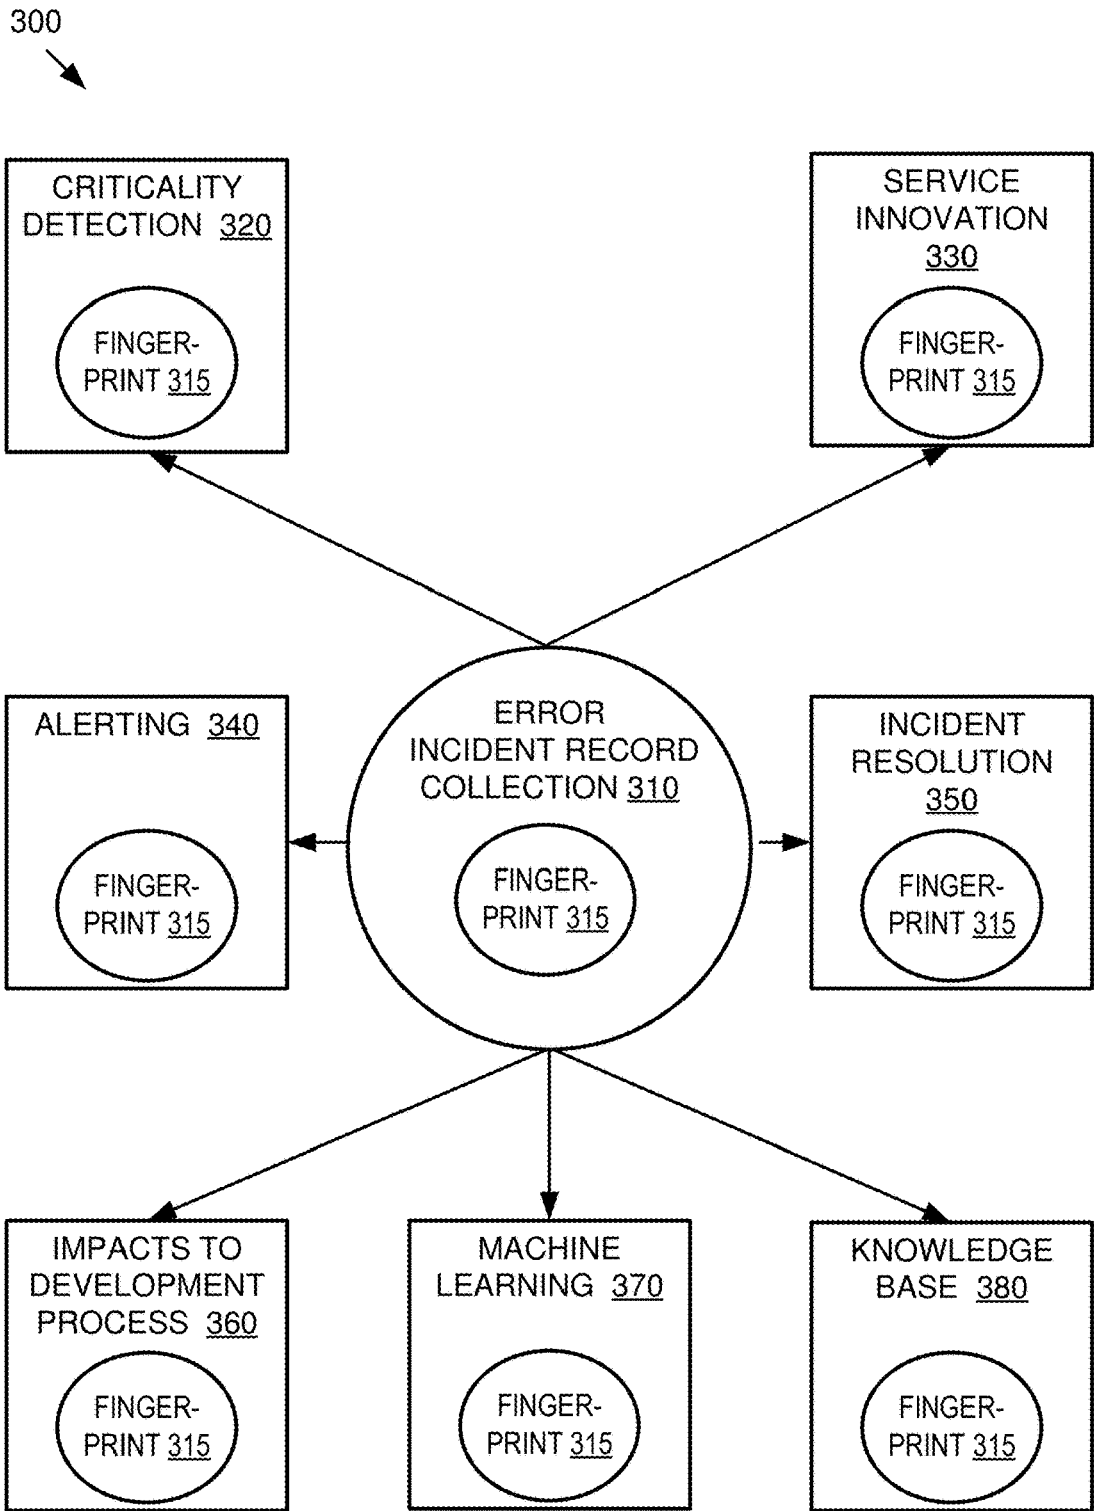 300
CRITICALITY
DETECTION 320
FINGER-
PRINT 315
SERVICE
INNOVATION
330
FINGER-
PRINT 315
ALERTING 340
FINGER-
PRINT 315
ERROR
INCIDENT RECORD
COLLECTION 310
FINGER-
PRINT 315
INCIDENT
RESOLUTION
350
FINGER-
PRINT 315
IMPACTS TO
DEVELOPMENT
PROCESS 360
FINGER-
PRINT 315
MACHINE
LEARNING 370
FINGER-
PRINT 315
KNOWLEDGE
BASE 380
FINGER-
PRINT 315